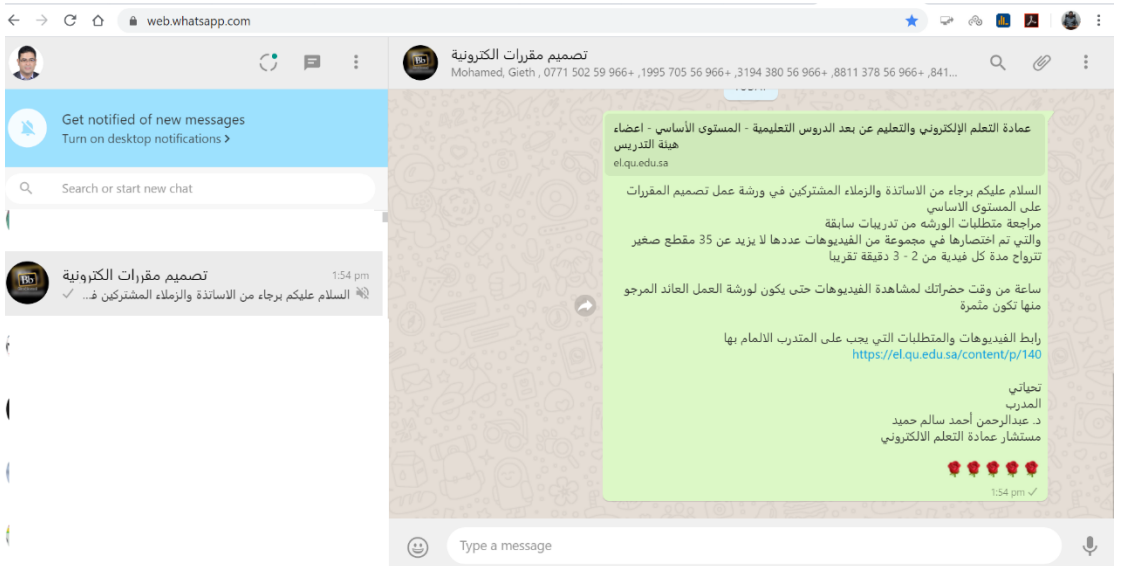 web.whatsapp.com
تصميم مقررات الكترونية
Mohamed, Gieth , 0771 502 59 966+ ,1995 705 56 966+ ,3194 380 56 966+ ,8811 378 56 966+ ,841...
Get notified of new messages
Turn on desktop notifications >
Search or start new chat
تصميم مقررات الكترونية
1:54 pm
السلام عليكم برجاء من الاساتذة والزملاء المشتركين فـ...
عمادة التعلم الإلكتروني والتعليم عن بعد الدروس التعليمية - المستوى الأساسي - اعضاء
هيئة التدريس
el.qu.edu.sa
السلام عليكم برجاء من الاساتذة والزملاء المشتركين في ورشة عمل تصميم المقررات
على المستوى الاساسي
مراجعة متطلبات الورشه من تدريبات سابقة
والتي تم اختصارها في مجموعة من الفيديوهات عددها لا يزيد عن 35 مقطع صغير
تترواح مدة كل فيدية من 2 - 3 دقيقة تقريبا
ساعة من وقت حضراتك لمشاهدة الفيديوهات حتى يكون لورشة العمل العائد المرجو
منها تكون مثمرة
رابط الفيديوهات والمتطلبات التي يجب على المتدرب الالمام بها
https://el.qu.edu.sa/content/p/140
تحياتي
المدرب
د. عبدالرحمن أحمد سالم حميد
مستشار عمادة التعلم الالكتروني
1:54 pm
Type a message